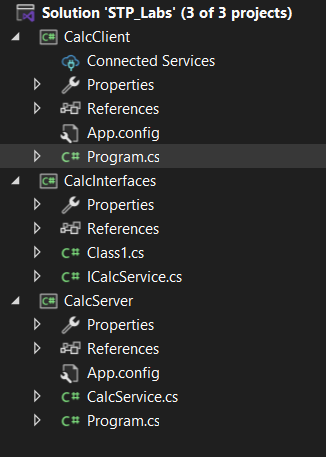 Solution 'STP_Labs' (3 of 3 projects)
CalcClient
Connected Services
Properties
References
App.config
C# Program.cs
CalcInterfaces
Properties
References
C# Class1.cs
C# ICalcService.cs
CalcServer
Properties
References
App.config
C# CalcService.cs
C# Program.cs